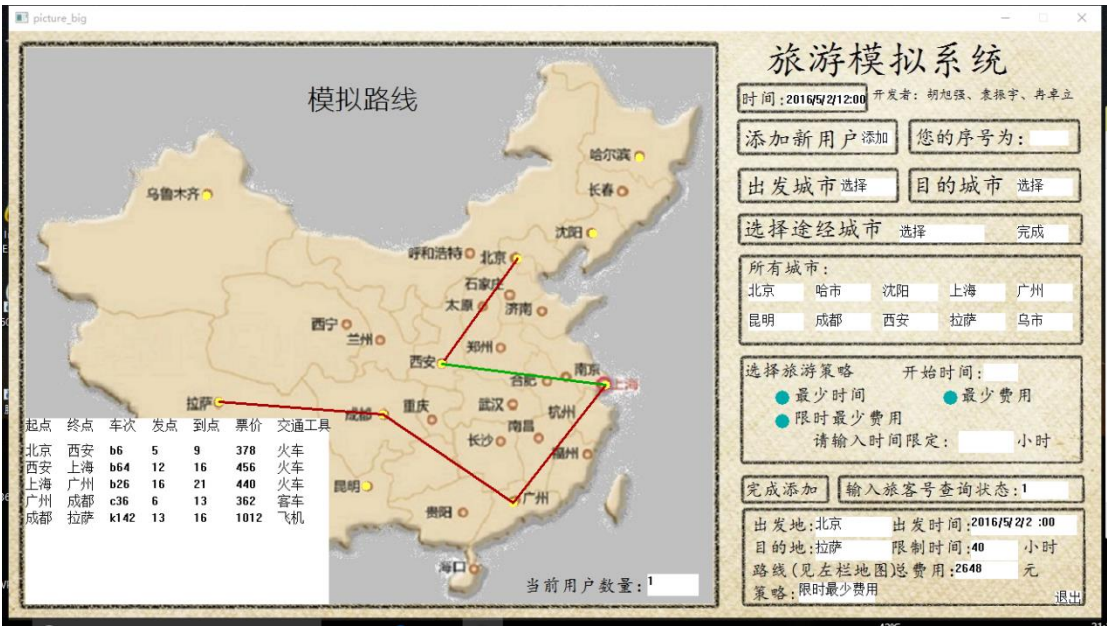 picture_big
模拟路线
哈尔滨
乌鲁木齐
长春
沈阳
呼和浩特
北京
石家庄
太原
济南
西宁
兰州
郑州
西安
南京
合肥
上海
拉萨
成都
重庆
武汉
杭州
南昌
长沙
福州
昆明
广州
贵阳
海口
起点 终点 车次 发点 到点 票价 交通工具
北京 西安 b6 5 9 378 火车
西安 上海 b64 12 16 456 火车
上海 广州 b26 16 21 440 火车
广州 成都 c36 6 13 362 客车
成都 拉萨 k142 13 16 1012 飞机
当前用户数量:1
旅游模拟系统
时间:2016/5/2/12:00 开发者：胡旭强、袁振宇、冉卓立
添加新用户 添加 您的序号为:
出发城市 选择 目的城市 选择
选择途经城市 选择 完成
所有城市:
北京 哈市 沈阳 上海 广州
昆明 成都 西安 拉萨 乌市
选择旅游策略 开始时间:
最少时间 最少费用
限时最少费用
请输入时间限定: 小时
完成添加 输入旅客号查询状态:1
出发地:北京 出发时间:2016/5/2/2 :00
目的地:拉萨 限制时间:40 小时
路线(见左栏地图)总费用:2648 元
策略:限时最少费用
退出